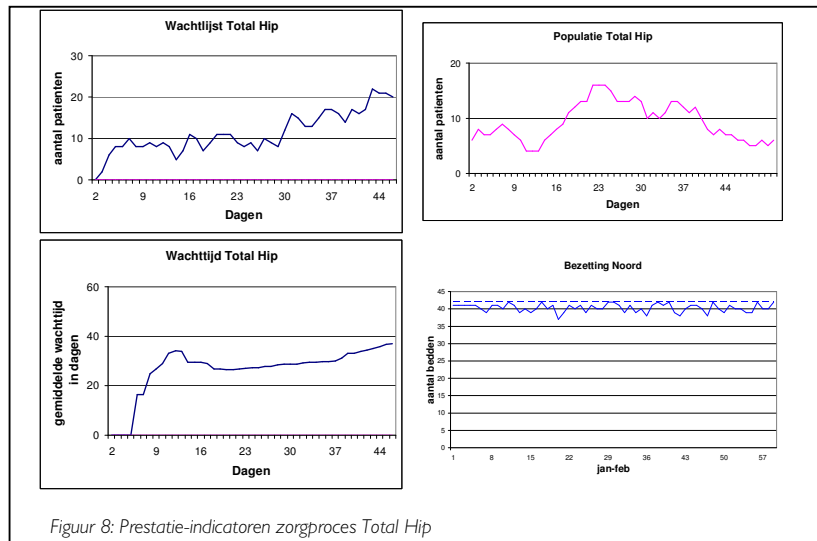 Wachtlijst Total Hip
aantal patienten
30
20
10
0
2 9 16 23 30 37 44
Dagen
Populatie Total Hip
aantal patienten
20
10
0
2 9 16 23 30 37 44
Dagen
Wachttijd Total Hip
gemiddelde wachttijd
in dagen
60
40
20
0
2 9 16 23 30 37 44
Dagen
Bezetting Noord
aantal bedden
45
40
35
30
25
20
15
10
5
0
1 8 15 22 29 36 43 50 57
jan-feb
Figuur 8: Prestatie-indicatoren zorgproces Total Hip